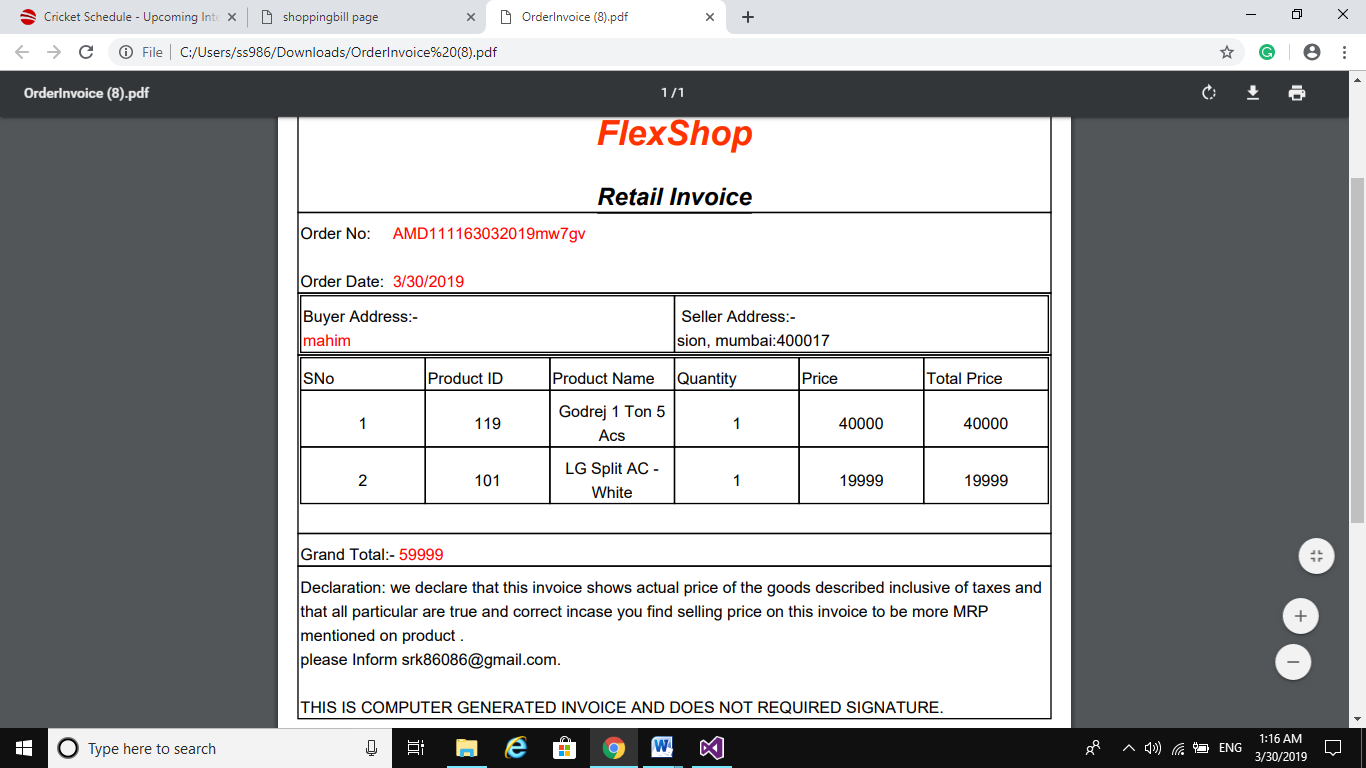 Cricket Schedule - Upcoming Inte
shoppingbill page
OrderInvoice (8).pdf
File
C:/Users/ss986/Downloads/OrderInvoice%20(8).pdf
OrderInvoice (8).pdf
1 / 1
FlexShop
Retail Invoice
Order No: AMD111163032019mw7gv
Order Date: 3/30/2019
Buyer Address:-
mahim
Seller Address:-
sion, mumbai:400017
SNo Product ID Product Name Quantity Price Total Price
1 119 Godrej 1 Ton 5 Acs 1 40000 40000
2 101 LG Split AC - White 1 19999 19999
Grand Total:- 59999
Declaration: we declare that this invoice shows actual price of the goods described inclusive of taxes and
that all particular are true and correct incase you find selling price on this invoice to be more MRP
mentioned on product .
please Inform srk86086@gmail.com.
THIS IS COMPUTER GENERATED INVOICE AND DOES NOT REQUIRED SIGNATURE.
Type here to search
ENG
1:16 AM
3/30/2019